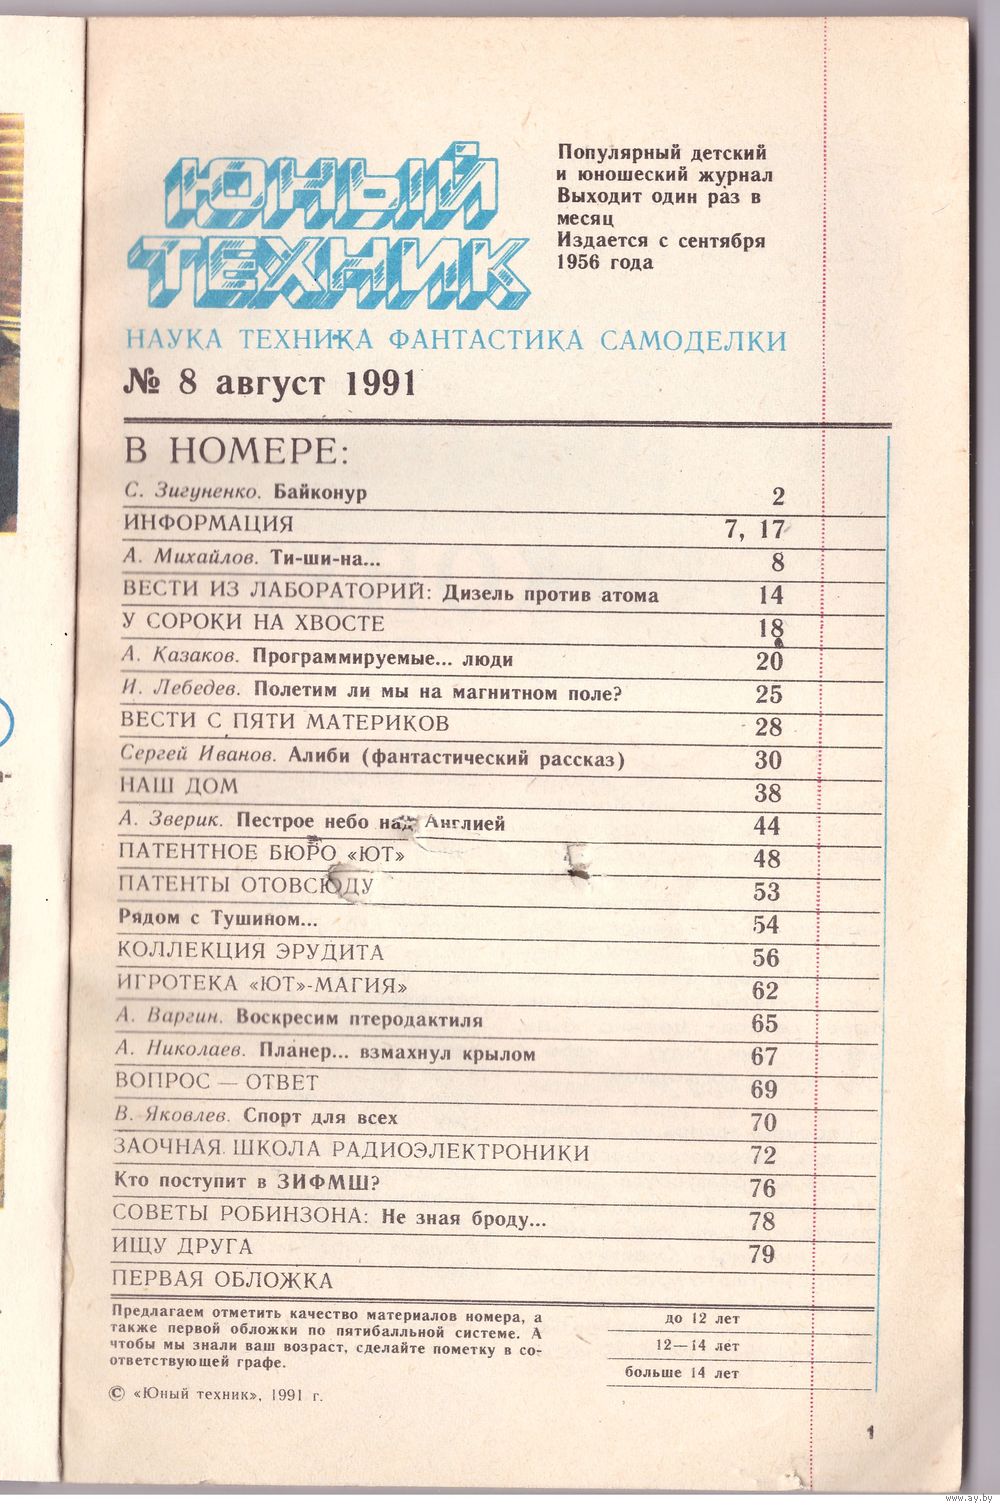 ЮНЫЙ
ТЕХНИК
Популярный детский
и юношеский журнал
Выходит один раз в
месяц
Издается с сентября
1956 года
НАУКА ТЕХНИКА ФАНТАСТИКА САМОДЕЛКИ
№ 8 август 1991
В НОМЕРЕ:
С. Зигуненко. Байконур 2
ИНФОРМАЦИЯ 7, 17
А. Михайлов. Ти-ши-на... 8
ВЕСТИ ИЗ ЛАБОРАТОРИЙ: Дизель против атома 14
У СОРОКИ НА ХВОСТЕ 18
А. Казаков. Программируемые... люди 20
И. Лебедев. Полетим ли мы на магнитном поле? 25
ВЕСТИ С ПЯТИ МАТЕРИКОВ 28
Сергей Иванов. Алиби (фантастический рассказ) 30
НАШ ДОМ 38
А. Зверик. Пестрое небо над Англией 44
ПАТЕНТНОЕ БЮРО «ЮТ» 48
ПАТЕНТЫ ОТОВСЮДУ 53
Рядом с Тушином... 54
КОЛЛЕКЦИЯ ЭРУДИТА 56
ИГРОТЕКА «ЮТ»-МАГИЯ» 62
А. Варгин. Воскресим птеродактиля 65
А. Николаев. Планер... взмахнул крылом 67
ВОПРОС — ОТВЕТ 69
В. Яковлев. Спорт для всех 70
ЗАОЧНАЯ ШКОЛА РАДИОЭЛЕКТРОНИКИ 72
Кто поступит в ЗИФМШ? 76
СОВЕТЫ РОБИНЗОНА: Не зная броду... 78
ИЩУ ДРУГА 79
ПЕРВАЯ ОБЛОЖКА
Предлагаем отметить качество материалов номера, а
также первой обложки по пятибалльной системе. А
чтобы мы знали ваш возраст, сделайте пометку в со-
ответствующей графе.
до 12 лет
12—14 лет
больше 14 лет
© «Юный техник», 1991 г.
1
www.ay.by